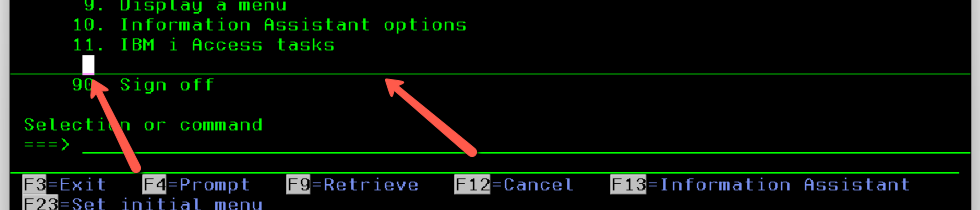 9. Display a menu
10. Information Assistant options
11. IBM i Access tasks
90. Sign off
Selection or command
===>
F3=Exit F4=Prompt F9=Retrieve F12=Cancel F13=Information Assistant
F23=Set initial menu